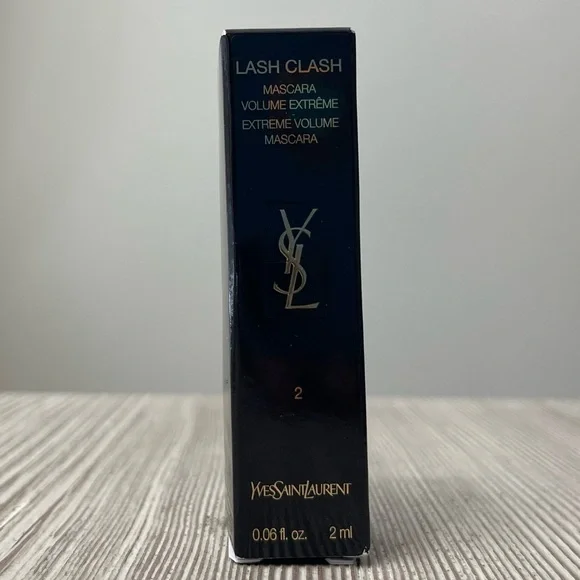 LASH CLASH
MASCARA
VOLUME EXTRÊME
EXTREME VOLUME
MASCARA
YSL
2
YVESSAINTLAURENT
0.06 fl. oz. 2 ml